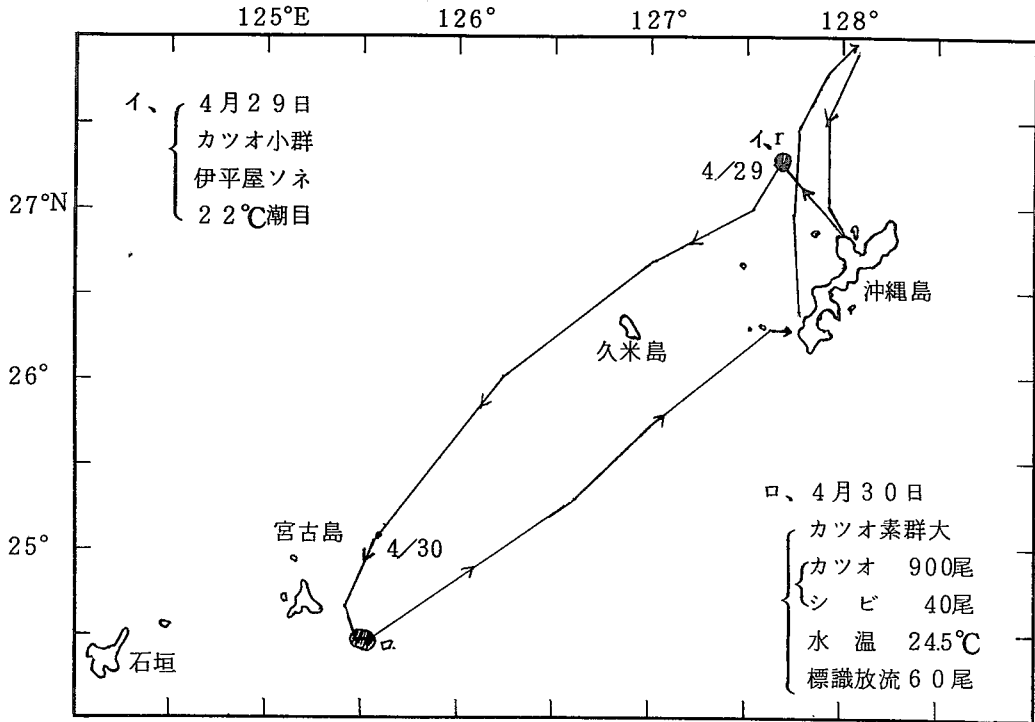 125°E 126° 127° 128°
イ、4月29日
カツオ小群
伊平屋ソネ
22℃潮目
イ、r
4/29
27°N
沖縄島
久米島
26°
ロ、4月30日
カツオ素群大
カツオ 900尾
シビ 40尾
水温 24.5℃
標識放流60尾
宮古島
25°
4/30
ロ.
石垣